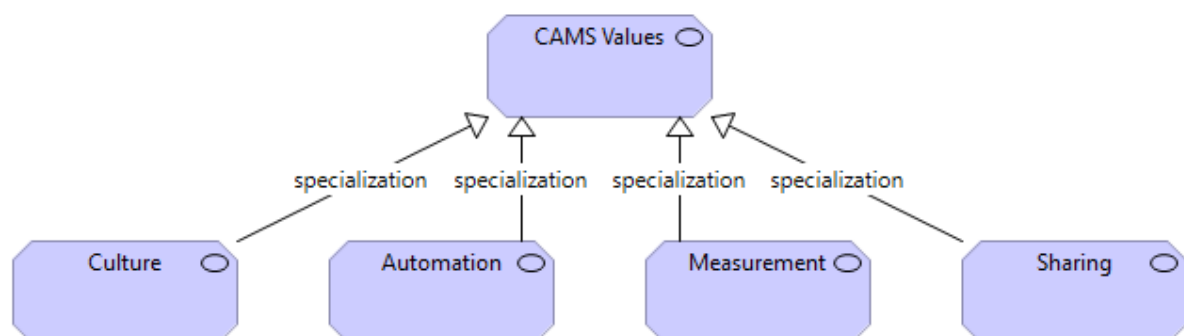 CAMS Values
specialization
specialization
specialization
specialization
Culture
Automation
Measurement
Sharing